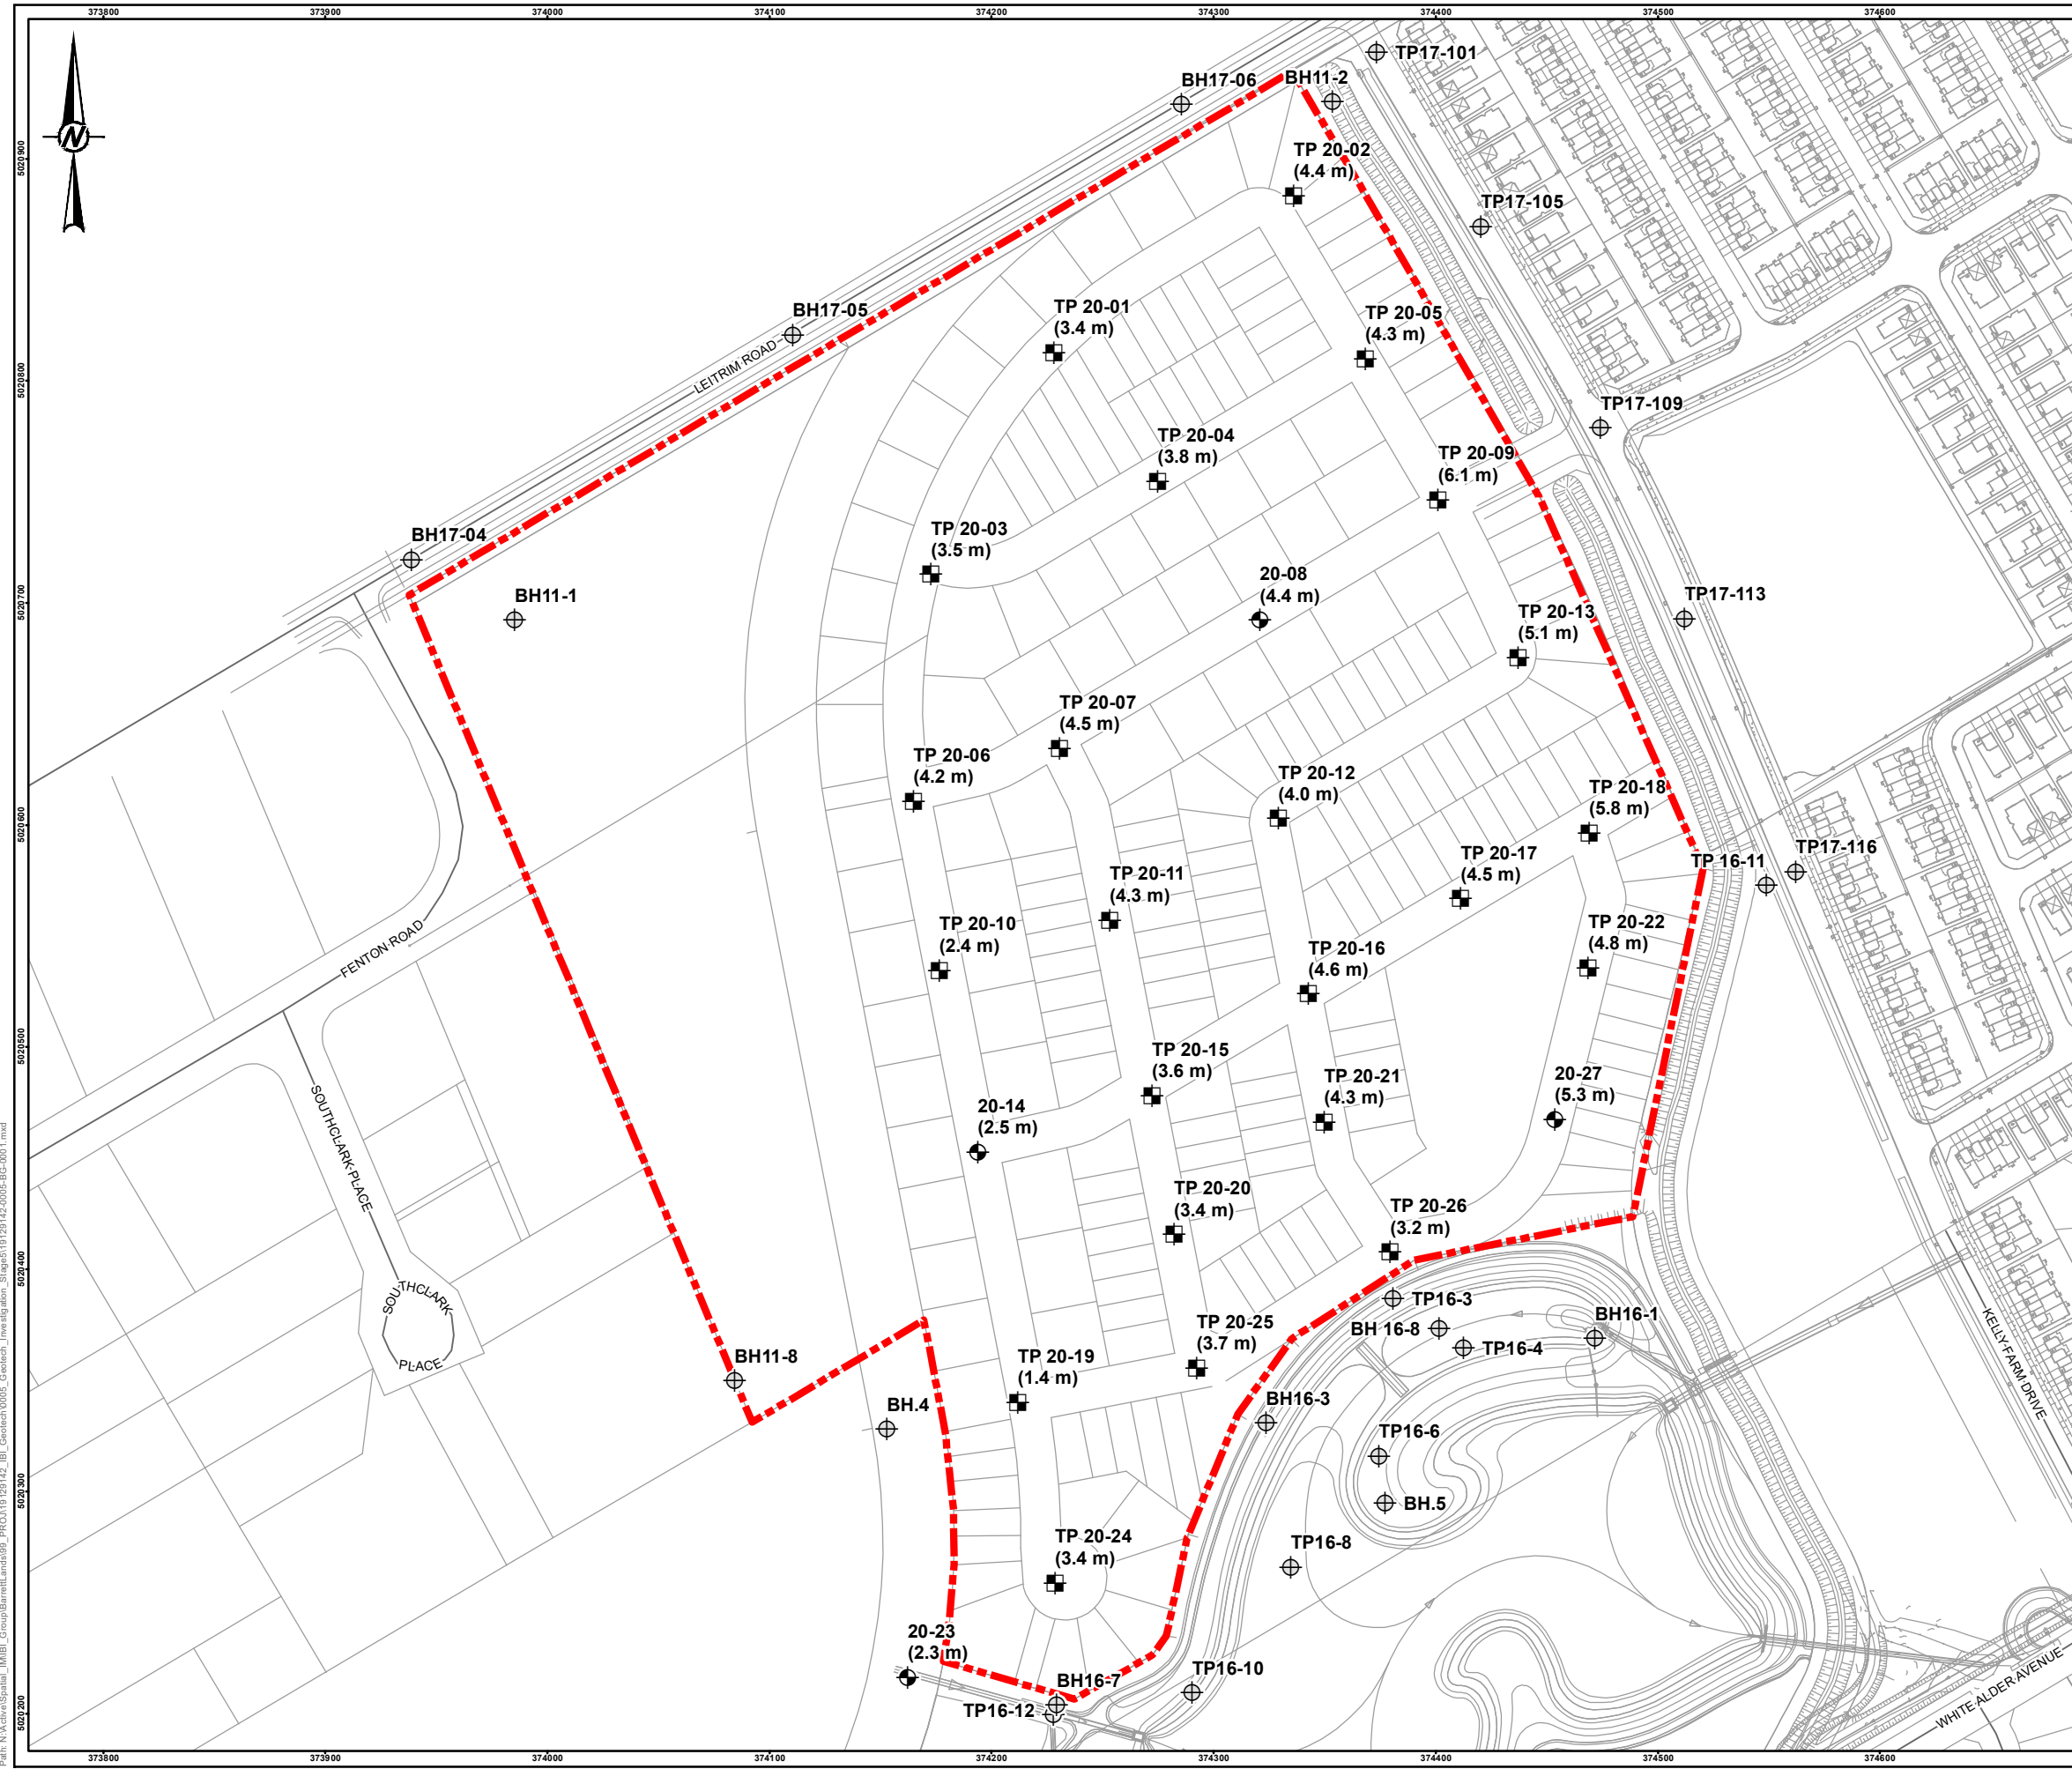 373800
373900
374000
374100
374200
374300
374400
374500
374600
N
TP17-101
BH17-06
BH11-2
5020900
TP 20-02
(4.4 m)
TP17-105
BH17-05
TP 20-01
(3.4 m)
TP 20-05
(4.3 m)
LEITRIM ROAD
5020800
TP17-109
TP 20-04
(3.8 m)
TP 20-09
(6.1 m)
BH17-04
TP 20-03
(3.5 m)
BH11-1
20-08
(4.4 m)
5020700
TP17-113
TP 20-13
(5.1 m)
TP 20-07
(4.5 m)
TP 20-06
(4.2 m)
TP 20-12
(4.0 m)
TP 20-18
(5.8 m)
5020600
TP 20-17
(4.5 m)
TP 16-11
TP17-116
TP 20-11
(4.3 m)
TP 20-10
(2.4 m)
FENTON ROAD
TP 20-16
(4.6 m)
TP 20-22
(4.8 m)
5020500
TP 20-15
(3.6 m)
TP 20-21
(4.3 m)
20-27
(5.3 m)
20-14
(2.5 m)
SOUTHCLARK PLACE
TP 20-20
(3.4 m)
TP 20-26
(3.2 m)
5020400
SOUTHCLARK
PLACE
TP16-3
BH 16-8
BH16-1
TP16-4
TP 20-25
(3.7 m)
KELLY FARM DRIVE
BH11-8
TP 20-19
(1.4 m)
BH.4
BH16-3
TP16-6
5020300
BH.5
TP 20-24
(3.4 m)
TP16-8
20-23
(2.3 m)
BH16-7
TP16-10
TP16-12
5020200
WHITE ALDER AVENUE
373800
373900
374000
374100
374200
374300
374400
374500
374600